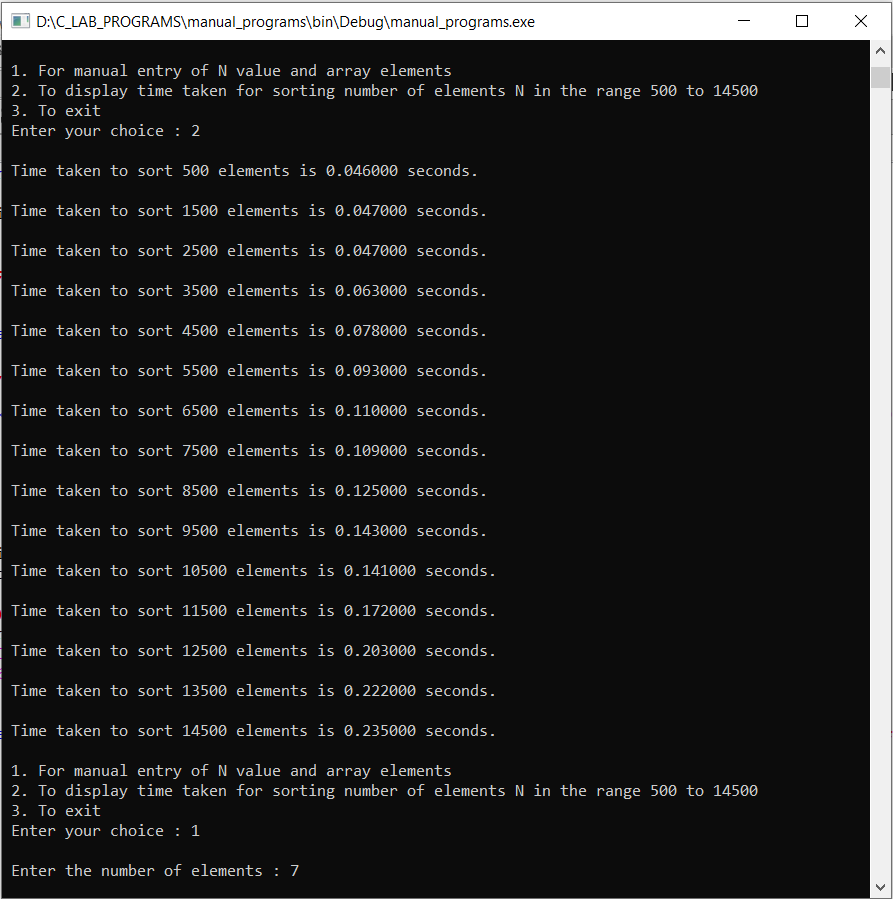 D:\C_LAB_PROGRAMS\manual_programs\bin\Debug\manual_programs.exe
1. For manual entry of N value and array elements
2. To display time taken for sorting number of elements N in the range 500 to 14500
3. To exit
Enter your choice : 2
Time taken to sort 500 elements is 0.046000 seconds.
Time taken to sort 1500 elements is 0.047000 seconds.
Time taken to sort 2500 elements is 0.047000 seconds.
Time taken to sort 3500 elements is 0.063000 seconds.
Time taken to sort 4500 elements is 0.078000 seconds.
Time taken to sort 5500 elements is 0.093000 seconds.
Time taken to sort 6500 elements is 0.110000 seconds.
Time taken to sort 7500 elements is 0.109000 seconds.
Time taken to sort 8500 elements is 0.125000 seconds.
Time taken to sort 9500 elements is 0.143000 seconds.
Time taken to sort 10500 elements is 0.141000 seconds.
Time taken to sort 11500 elements is 0.172000 seconds.
Time taken to sort 12500 elements is 0.203000 seconds.
Time taken to sort 13500 elements is 0.222000 seconds.
Time taken to sort 14500 elements is 0.235000 seconds.
1. For manual entry of N value and array elements
2. To display time taken for sorting number of elements N in the range 500 to 14500
3. To exit
Enter your choice : 1
Enter the number of elements : 7